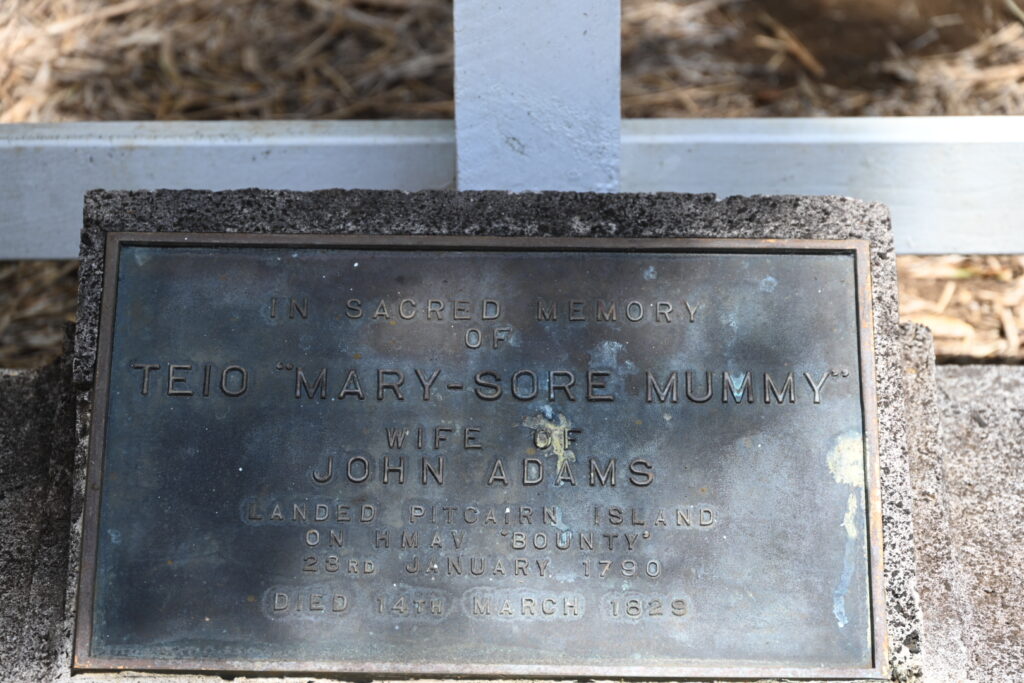 IN SACRED MEMORY
OF
TEIO "MARY-SORE MUMMY"
WIFE OF
JOHN ADAMS
LANDED PITCAIRN ISLAND
ON HMAV "BOUNTY"
23RD JANUARY 1790
DIED 14TH MARCH 1829